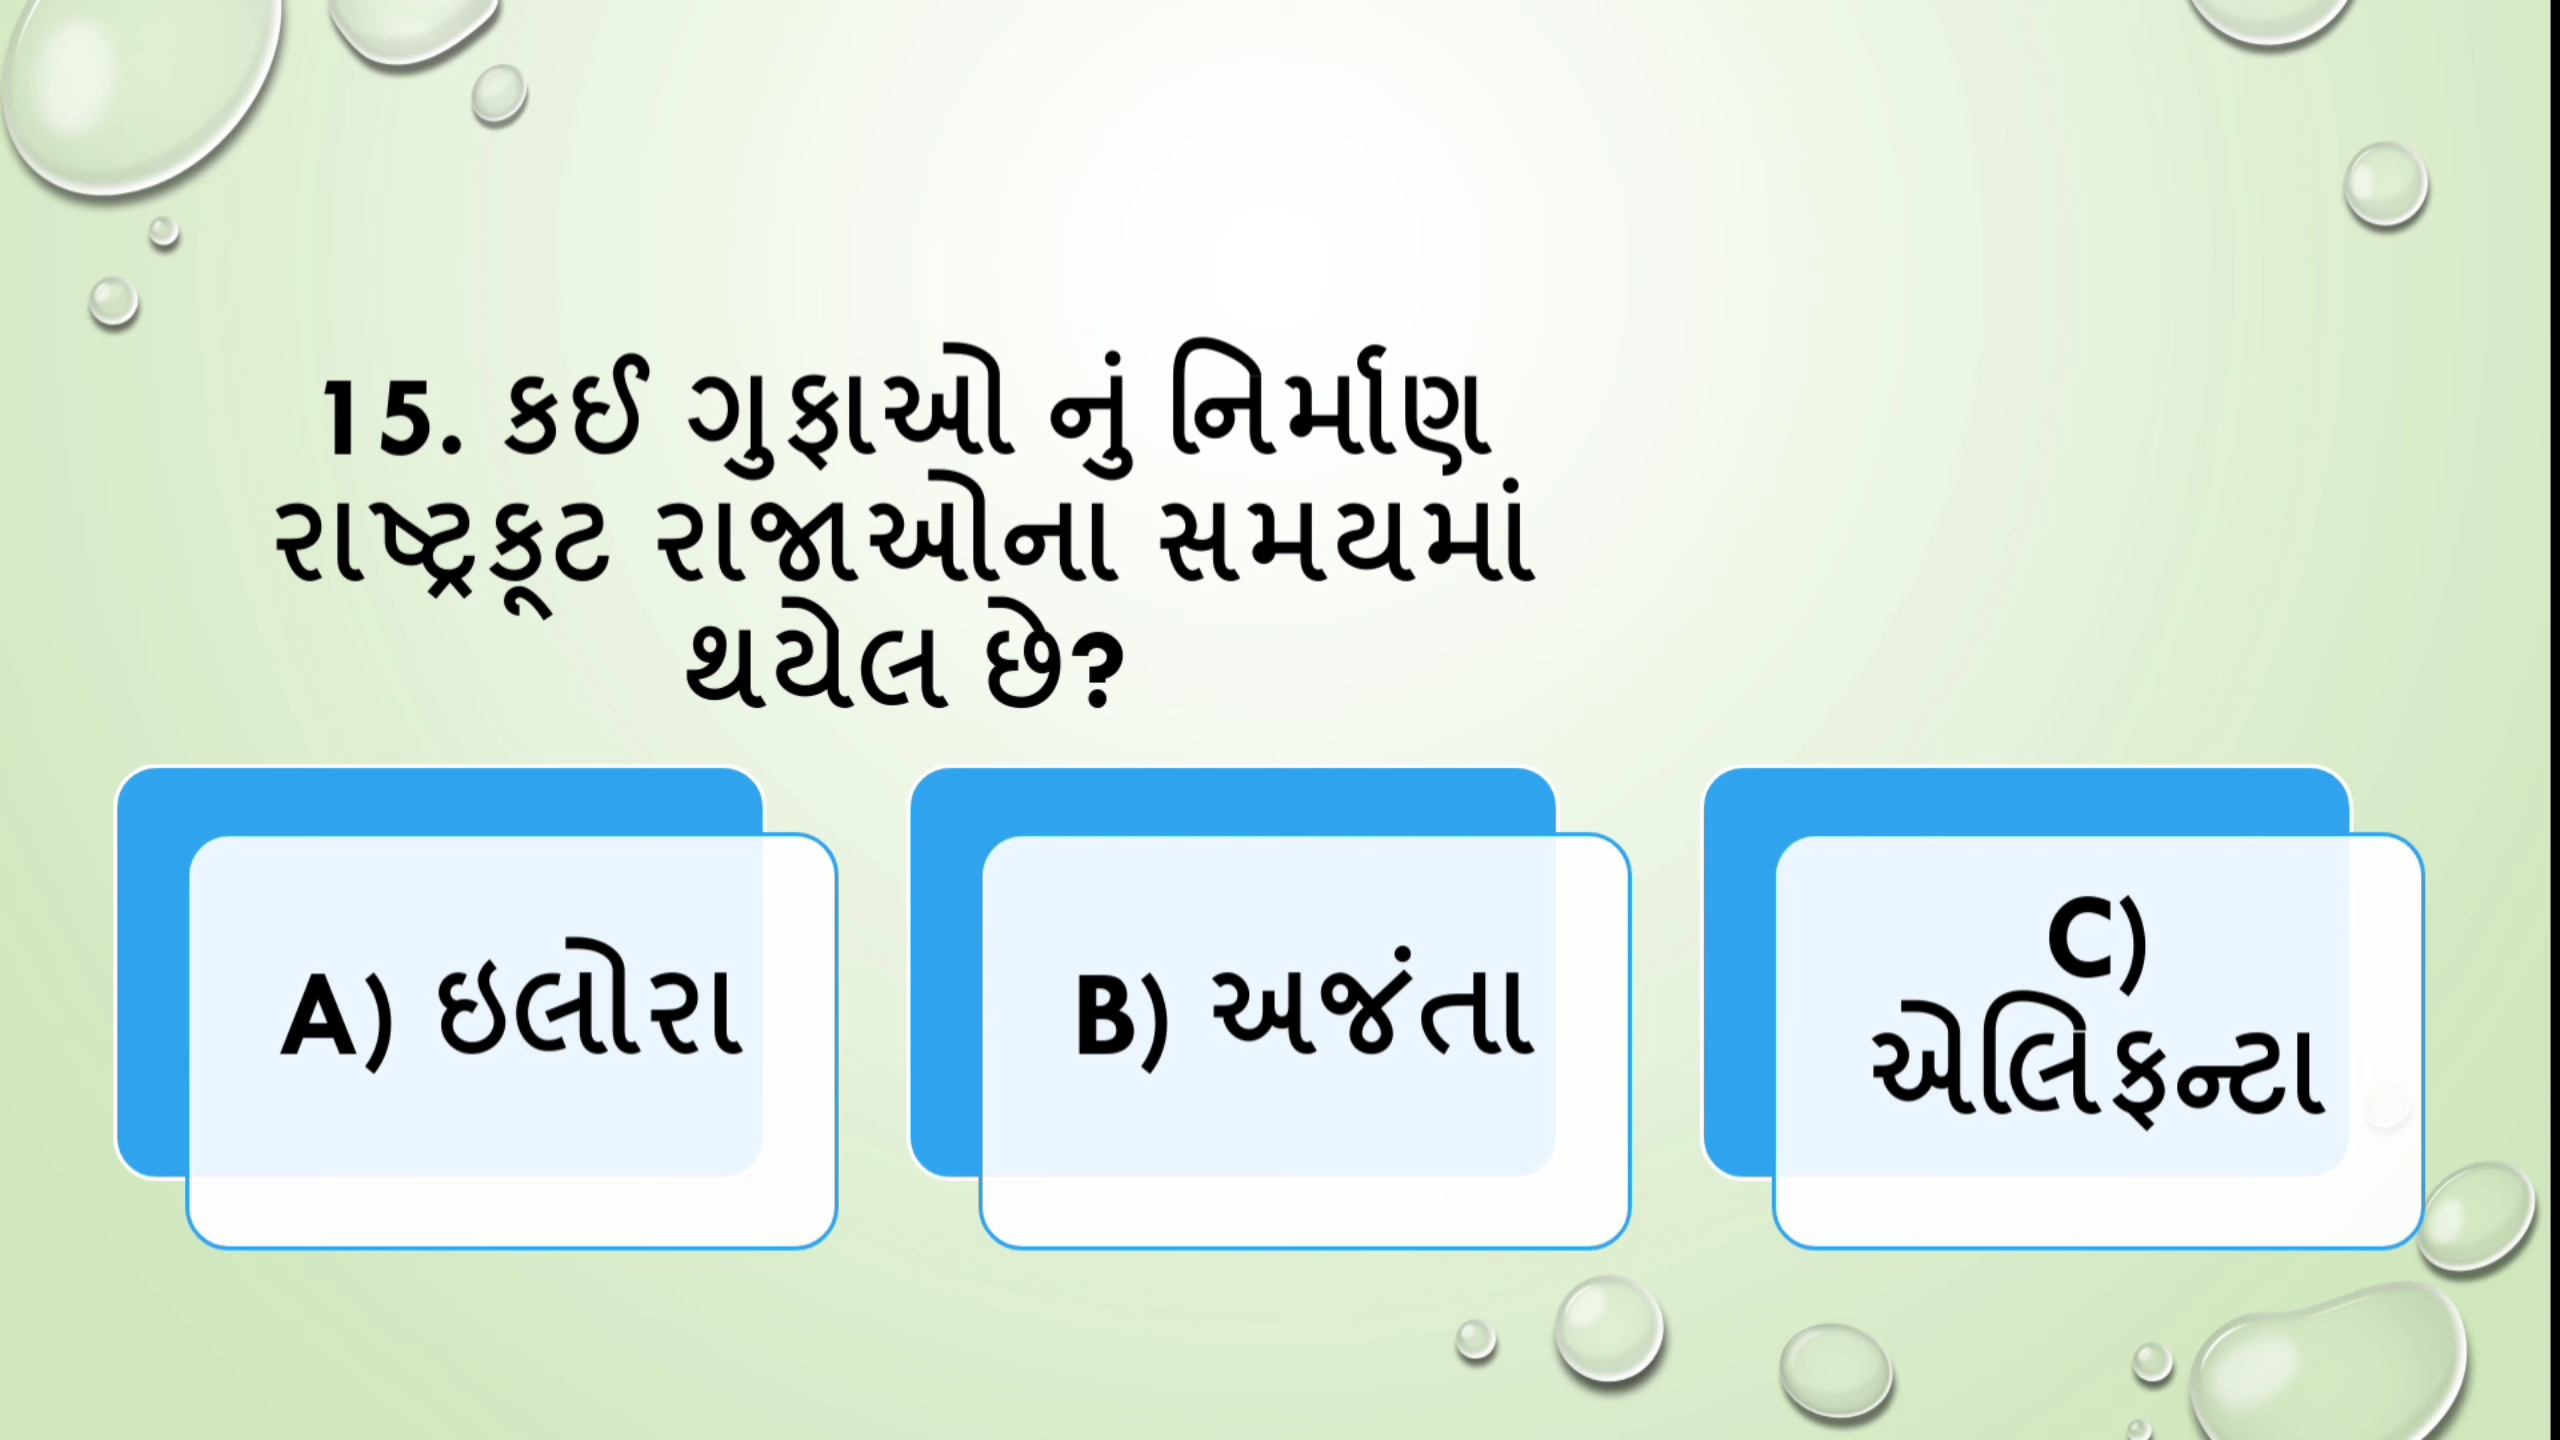 15. કઈ ગુફાઓ નું નિર્માણ
રાષ્ટ્રકૂટ રાજાઓના સમયમાં
થયેલ છે?
A) ઇલોરા
B) અજંતા
C)
એલિફન્ટા